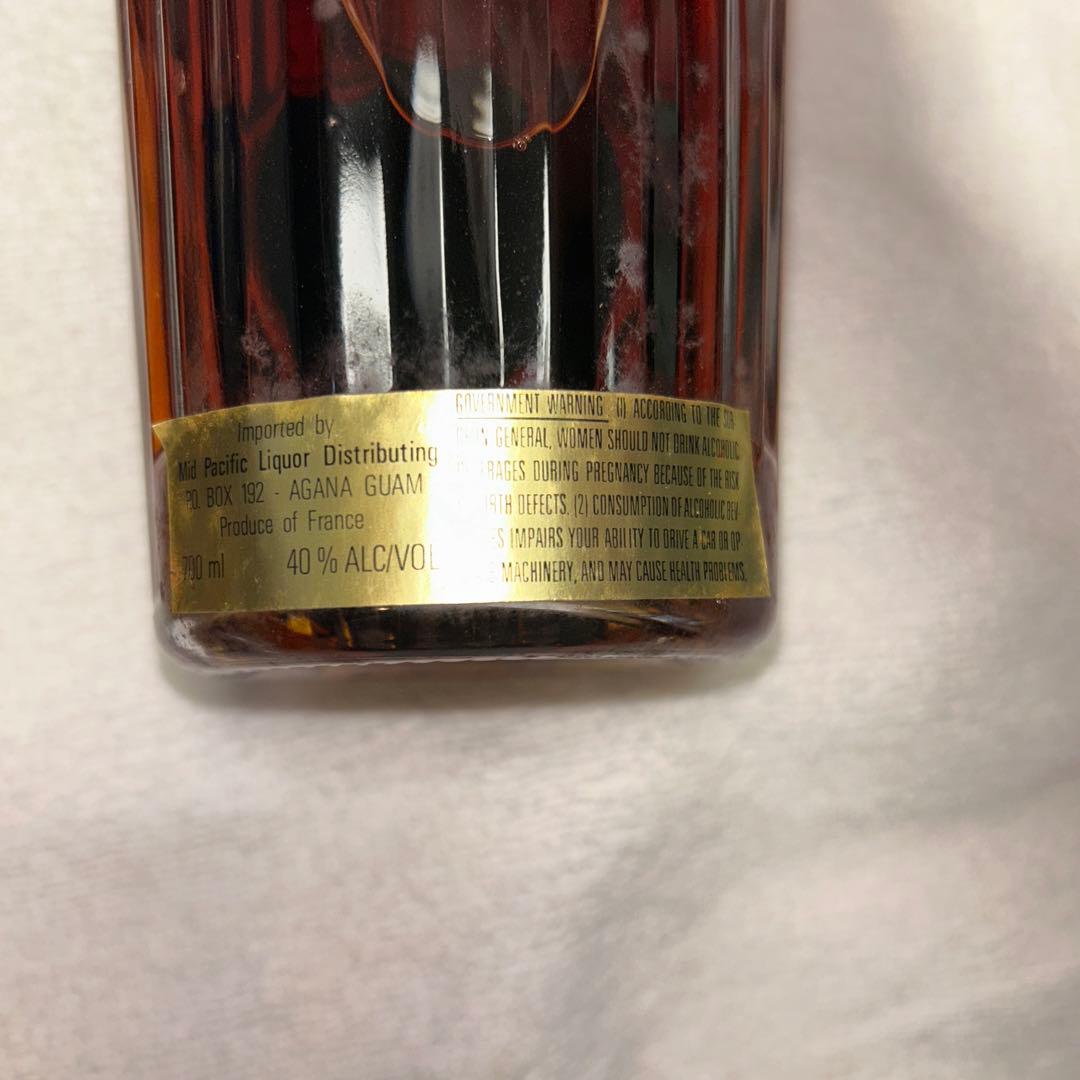 Imported by
Mid Pacific Liquor Distributing
P.O. BOX 192 - AGANA GUAM
Produce of France
700 ml 40 % ALC/VOL
GOVERNMENT WARNING (1) ACCORDING TO THE SUR-
GENERAL, WOMEN SHOULD NOT DRINK ALCOHOLIC
DURING PREGNANCY BECAUSE OF THE RISK
DEFECTS. (2) CONSUMPTION OF ALCOHOLIC BEV-
IMPAIRS YOUR ABILITY TO DRIVE A CAR OR OP-
MACHINERY, AND MAY CAUSE HEALTH PROBLEMS.